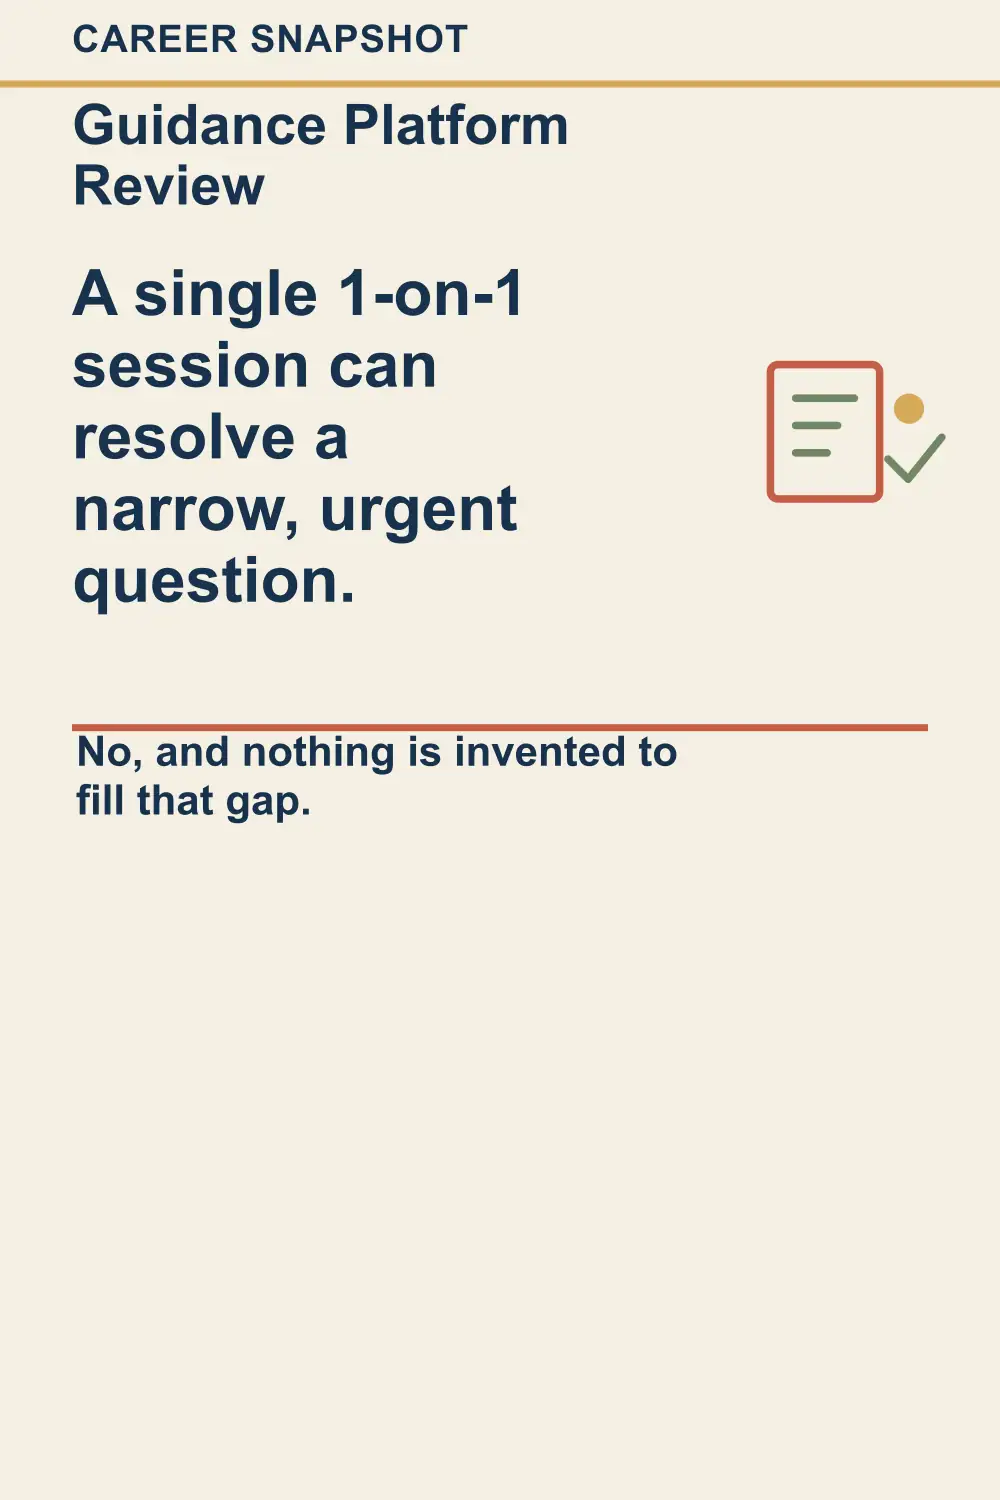 CAREER SNAPSHOT
Guidance Platform
Review
A single 1-on-1
session can
resolve a
narrow, urgent
question.
No, and nothing is invented to
fill that gap.